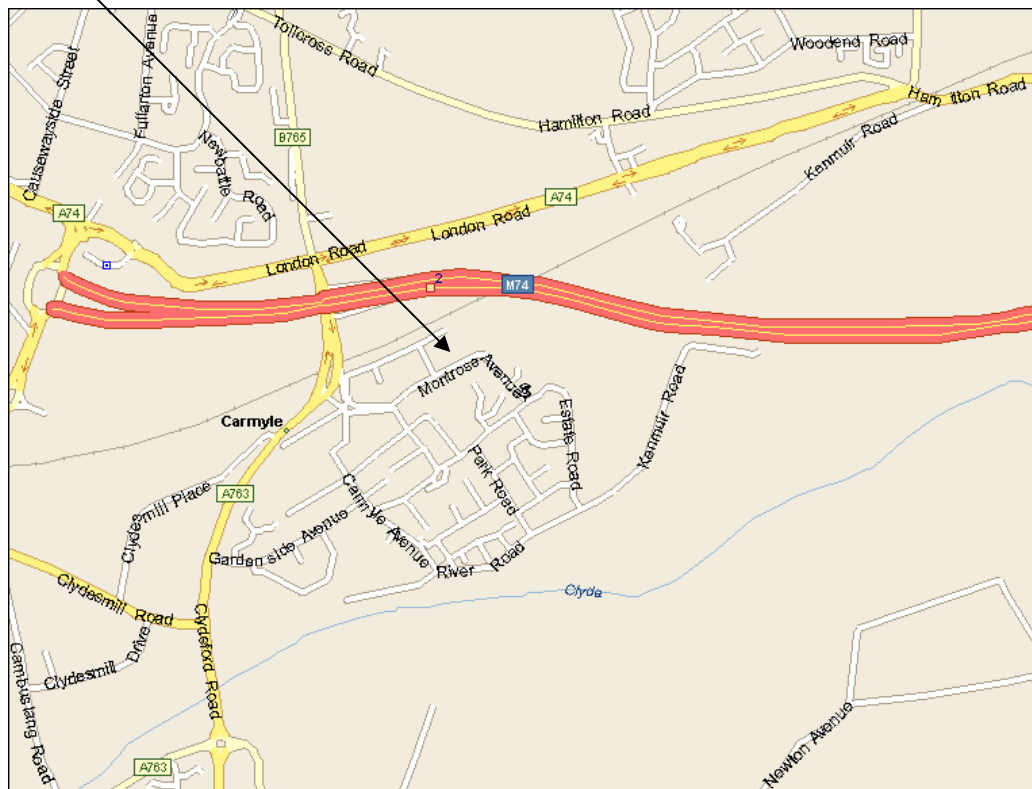 Tollcross Road
Woodend Road
Fullarton Avenue
Causewayside Street
Hamilton Road
Hamilton Road
B765
Kenmuir Road
Newbattle Road
A74
A74
London Road
London Road
2
M74
Montrose Avenue
Carmyle
Estate Road
Kenmuir Road
Park Road
A763
Clydesmill Place
Carmyle Avenue
Gardenside Avenue
River Road
Clyde
Clydesmill Road
Clydeford Road
Clydesmill Drive
Cambuslang Road
Newton Avenue
A763